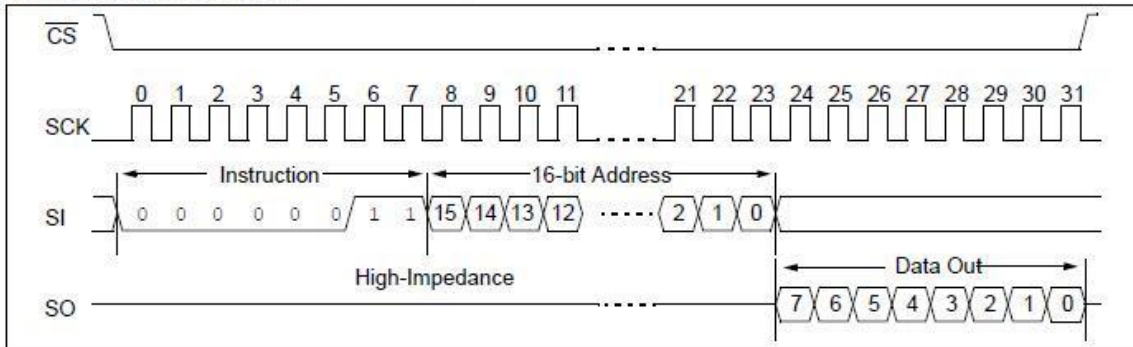 CS
0 1 2 3 4 5 6 7 8 9 10 11 21 22 23 24 25 26 27 28 29 30 31
SCK
Instruction 16-bit Address
SI 0 0 0 0 0 0 1 1 15 14 13 12 2 1 0
High-Impedance Data Out
SO 7 6 5 4 3 2 1 0